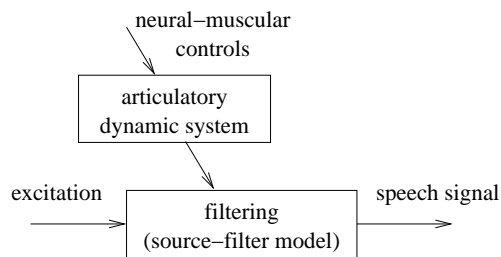 neural−muscular
controls
articulatory
dynamic system
excitation
speech signal
filtering
(source−filter model)